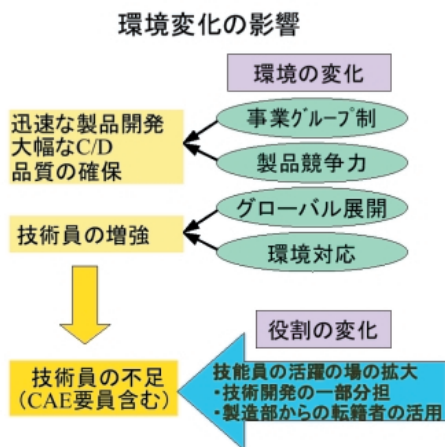 環境変化の影響
環境の変化
迅速な製品開発
大幅なC/D
品質の確保
事業グループ制
製品競争力
技術員の増強
グローバル展開
環境対応
役割の変化
技術員の不足
(CAE要員含む)
技能員の活躍の場の拡大
・技術開発の一部分担
・製造部からの転籍者の活用